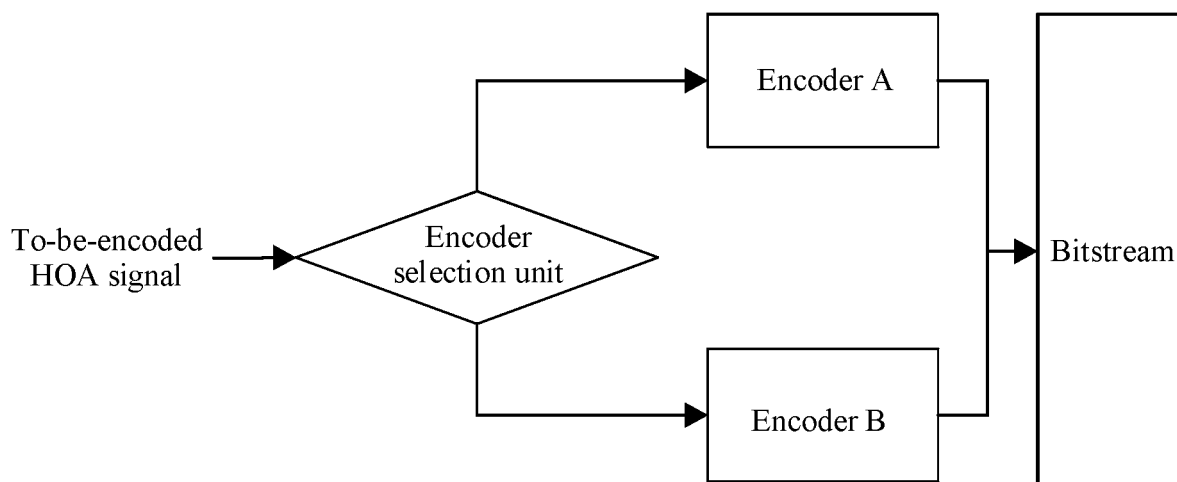 Encoder A
To-be-encoded
HOA signal
Encoder
selection unit
Bitstream
Encoder B